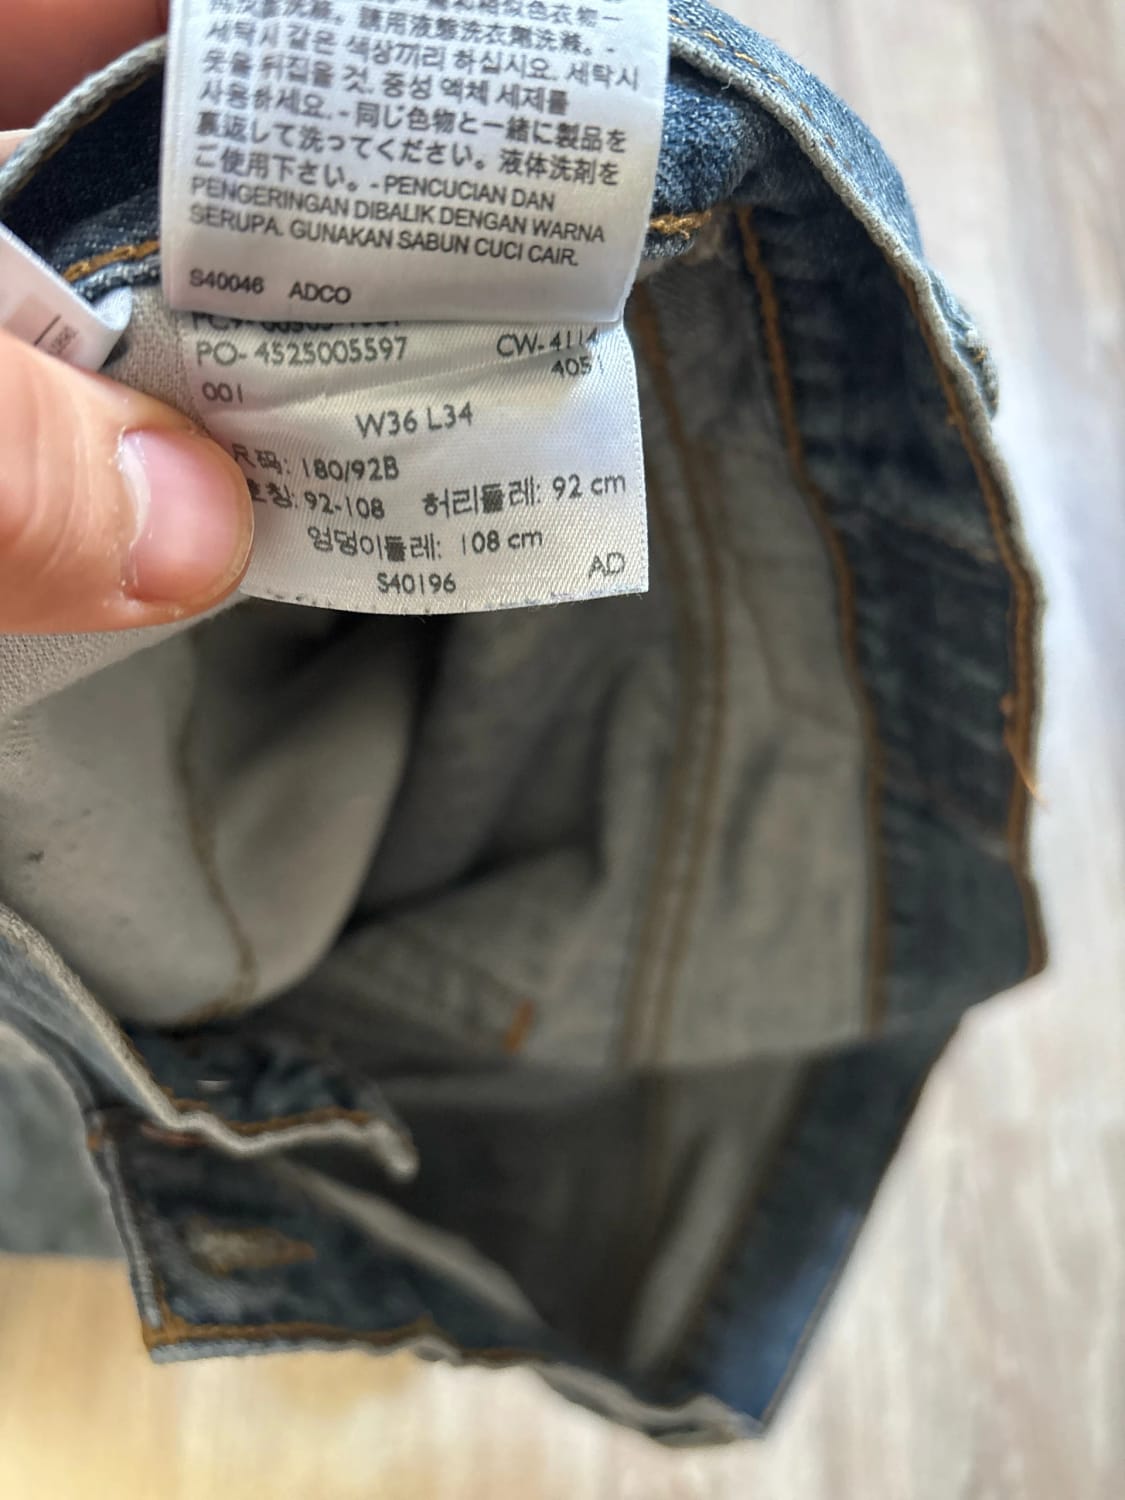 세탁시 같은 색상끼리 하십시오. 세탁시
옷을 뒤집을 것. 중성 액체 세제를
사용하세요. - 同じ色物と一緒に製品を
裏返して洗ってください。液体洗剤を
ご使用下さい。- PENCUCIAN DAN
PENGERINGAN DIBALIK DENGAN WARNA
SERUPA. GUNAKAN SABUN CUCI CAIR.
S40046 ADCO
PO- 4525005597 CW- 4114
4051
001
W36 L34
尺码: 180/92B
호칭: 92-108 허리둘레: 92 cm
엉덩이둘레: 108 cm
S40196 AD